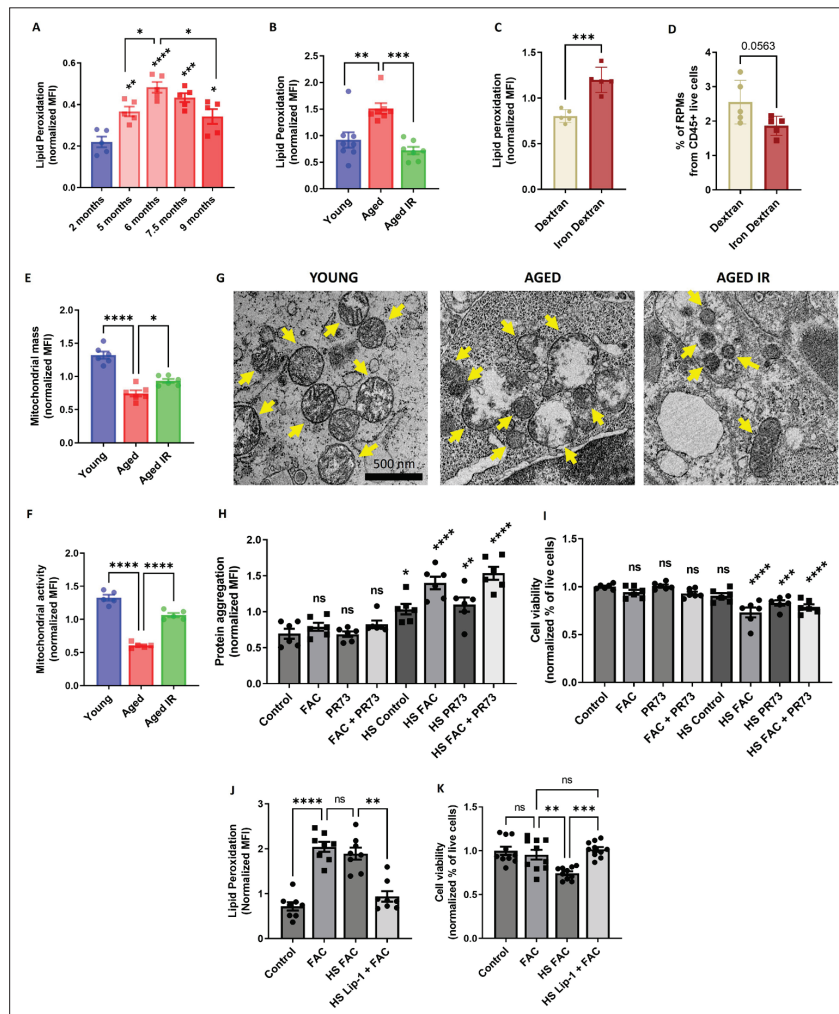 A
Lipid Peroxidation
(normalized MFI)
0.6
0.4
0.2
0.0
* *
** **** *** *
2 months 5 months 6 months 7.5 months 9 months
B
Lipid Peroxidation
(normalized MFI)
2.5
2.0
1.5
1.0
0.5
0.0
** ***
Young Aged Aged IR
C
Lipid peroxidation
(normalized MFI)
2.0
1.5
1.0
0.5
0.0
***
Dextran Iron Dextran
D
% of RPMs
from CD45+ live cells
4
3
2
1
0
0.0563
Dextran Iron Dextran
E
Mitochondrial mass
(normalized MFI)
2.0
1.5
1.0
0.5
0.0
**** *
Young Aged Aged IR
G
YOUNG AGED AGED IR
500 nm
F
Mitochondrial activity
(normalized MFI)
2.0
1.5
1.0
0.5
0.0
**** ****
Young Aged Aged IR
H
Protein aggregation
(normalized MFI)
2.0
1.5
1.0
0.5
0.0
ns ns ns * **** ** ****
Control FAC PR73 FAC + PR73 HS Control HS FAC HS PR73 HS FAC + PR73
I
Cell viability
(normalized % of live cells)
1.5
1.0
0.5
0.0
ns ns ns ns **** *** ****
Control FAC PR73 FAC + PR73 HS Control HS FAC HS PR73 HS FAC + PR73
J
Lipid Peroxidation
(Normalized MFI)
3
2
1
0
**** ns **
Control FAC HS FAC HS Lip-1 + FAC
K
Cell viability
(normalized % of live cells)
2.0
1.5
1.0
0.5
0.0
ns
ns ** ***
Control FAC HS FAC HS Lip-1 + FAC